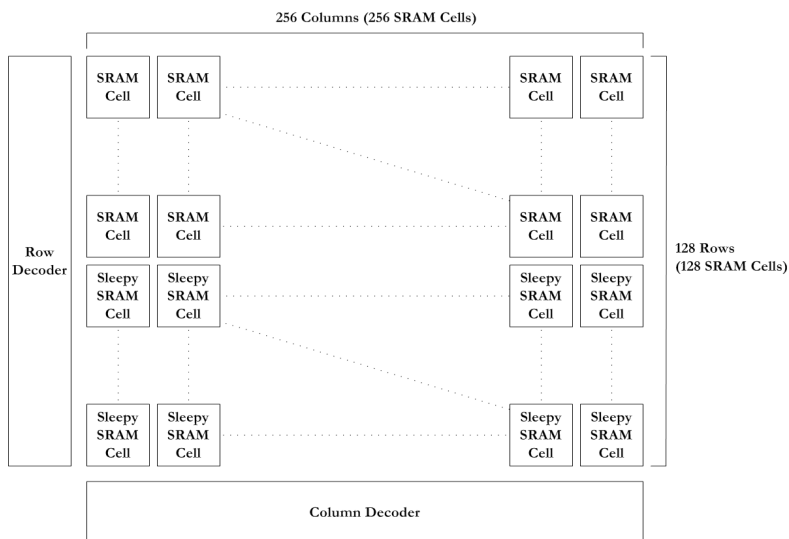 256 Columns (256 SRAM Cells)
SRAM SRAM SRAM SRAM
Cell Cell Cell Cell
SRAM SRAM SRAM SRAM
Cell Cell Cell Cell
Row
Decoder
128 Rows
(128 SRAM Cells)
Sleepy Sleepy Sleepy Sleepy
SRAM SRAM SRAM SRAM
Cell Cell Cell Cell
Sleepy Sleepy Sleepy Sleepy
SRAM SRAM SRAM SRAM
Cell Cell Cell Cell
Column Decoder